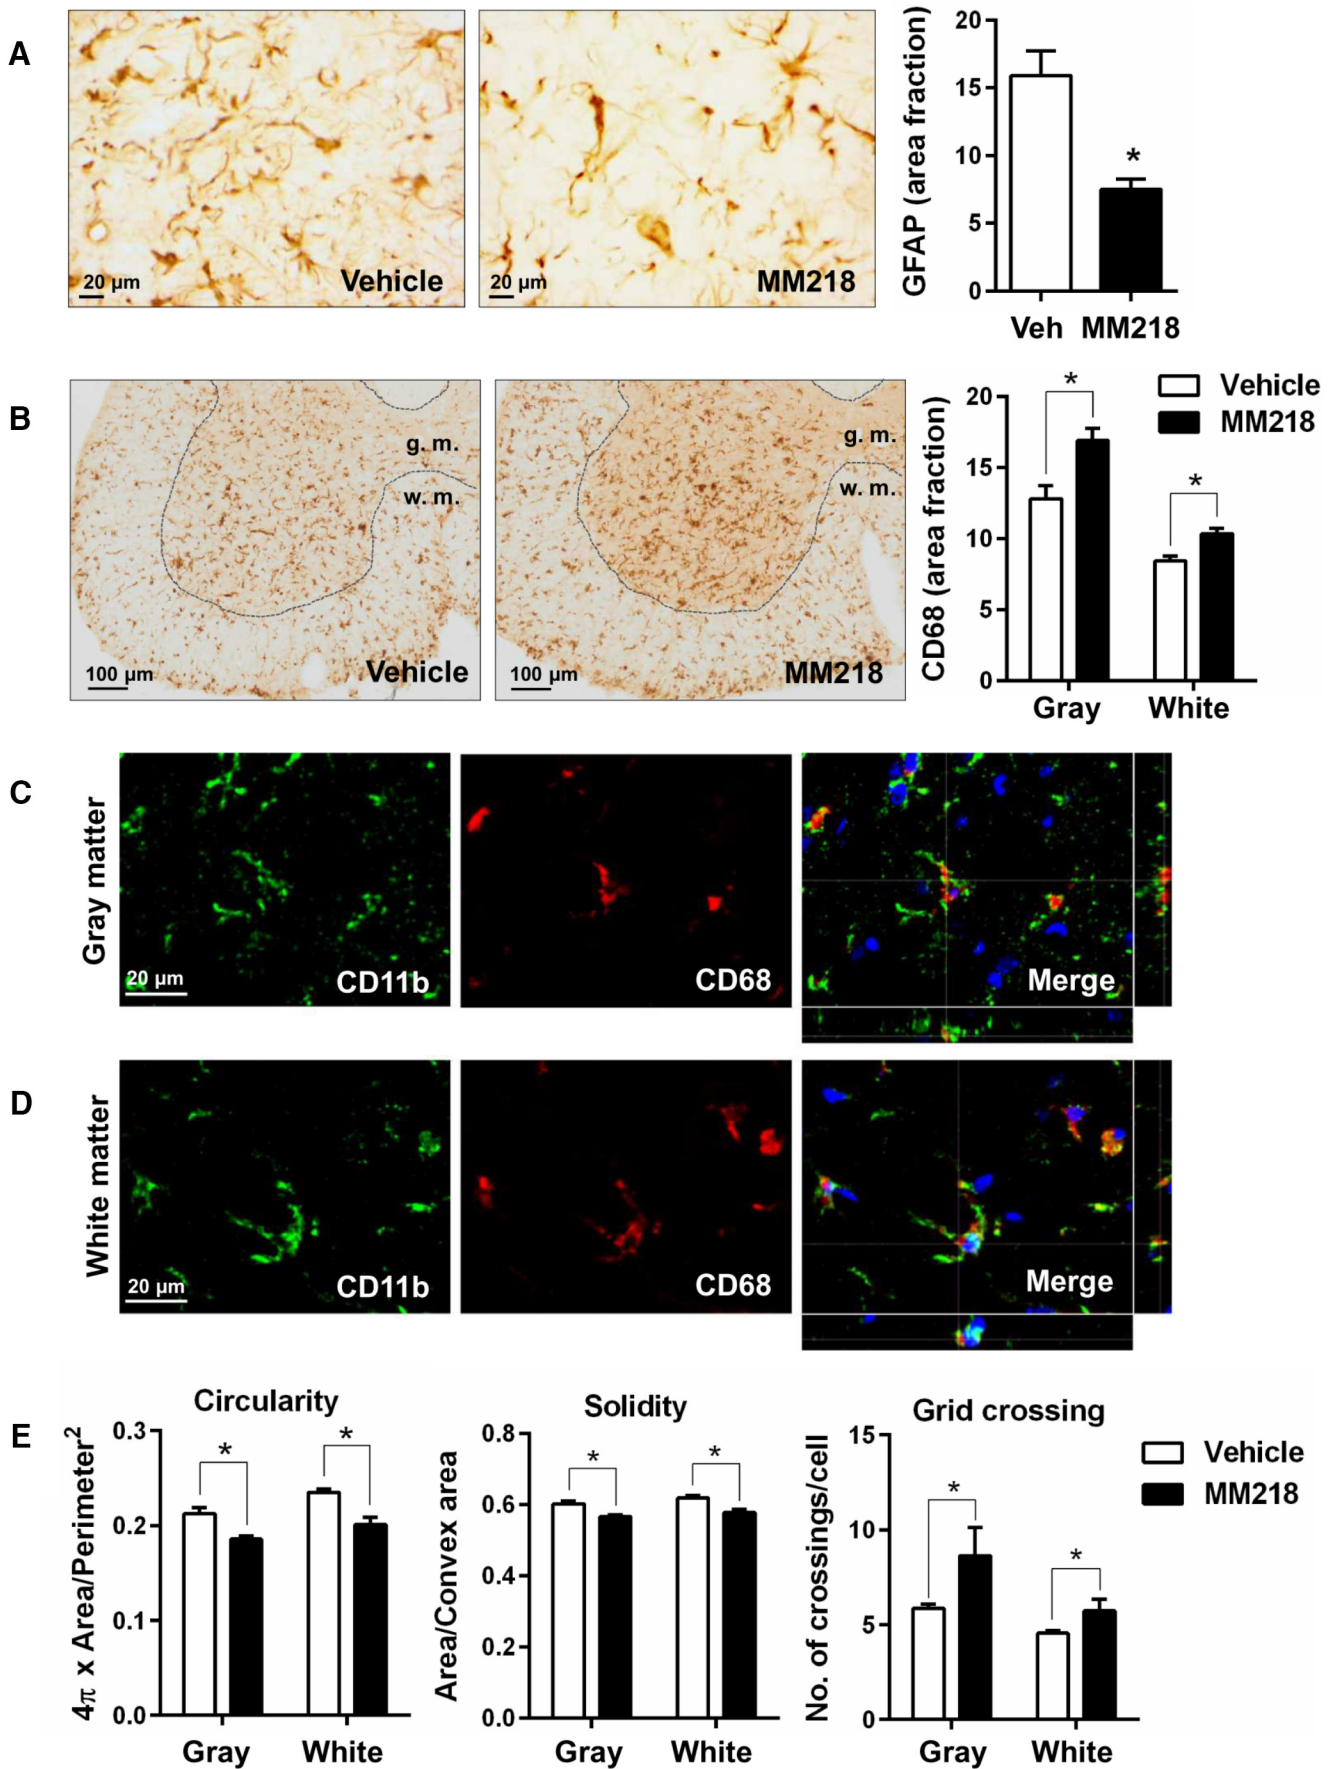 A
20 µm
Vehicle
20 µm
MM218
GFAP (area fraction)
20
15
10
5
0
*
Veh
MM218
B
g. m.
w. m.
100 µm
Vehicle
g. m.
w. m.
100 µm
MM218
CD68 (area fraction)
20
15
10
5
0
*
*
Vehicle
MM218
Gray
White
C
Gray matter
20 µm
CD11b
CD68
Merge
D
White matter
20 µm
CD11b
CD68
Merge
E
Circularity
4π x Area/Perimeter²
0.3
0.2
0.1
0.0
*
*
Gray
White
Solidity
Area/Convex area
0.8
0.6
0.4
0.2
0.0
*
*
Gray
White
Grid crossing
No. of crossings/cell
15
10
5
0
*
*
Gray
White
Vehicle
MM218